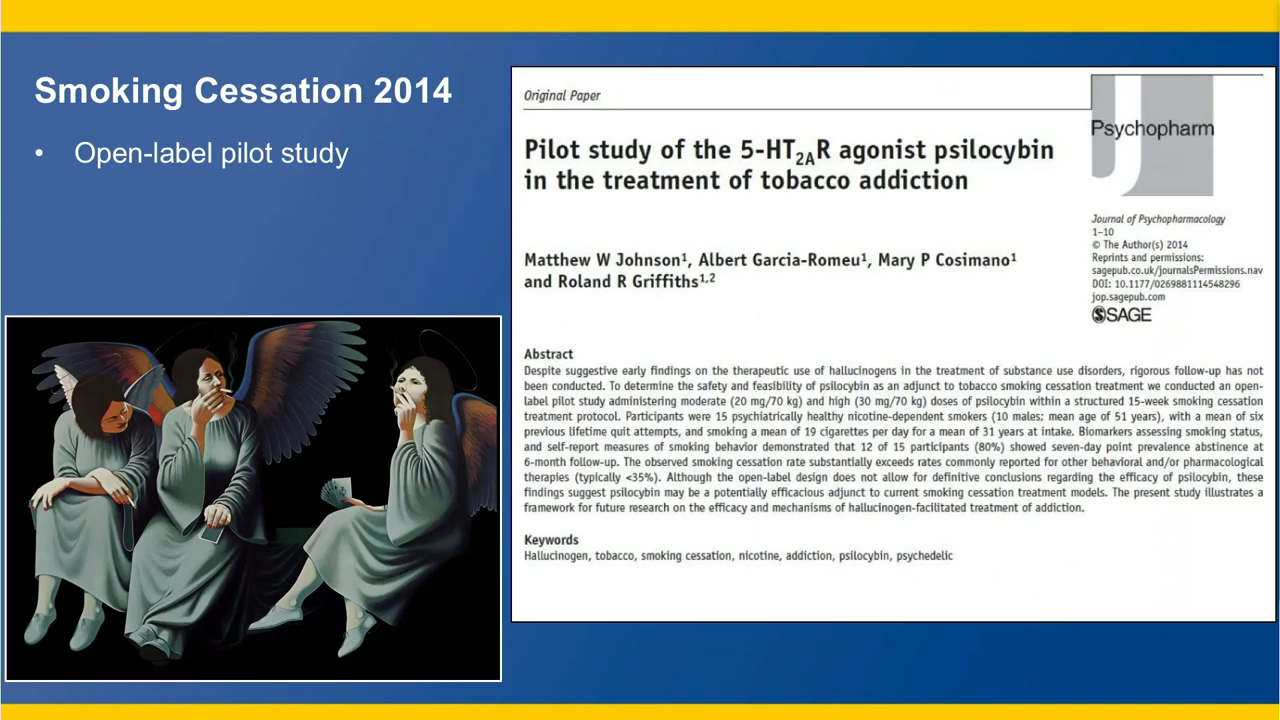 Smoking Cessation 2014
• Open-label pilot study
Original Paper
Pilot study of the 5-HT2AR agonist psilocybin
in the treatment of tobacco addiction
Matthew W Johnson1, Albert Garcia-Romeu1, Mary P Cosimano1
and Roland R Griffiths1,2
Psychopharm
Journal of Psychopharmacology
1–10
© The Author(s) 2014
Reprints and permissions:
sagepub.co.uk/journalsPermissions.nav
DOI: 10.1177/0269881114548296
jop.sagepub.com
SAGE
Abstract
Despite suggestive early findings on the therapeutic use of hallucinogens in the treatment of substance use disorders, rigorous follow-up has not
been conducted. To determine the safety and feasibility of psilocybin as an adjunct to tobacco smoking cessation treatment we conducted an open-
label pilot study administering moderate (20 mg/70 kg) and high (30 mg/70 kg) doses of psilocybin within a structured 15-week smoking cessation
treatment protocol. Participants were 15 psychiatrically healthy nicotine-dependent smokers (10 males; mean age of 51 years), with a mean of six
previous lifetime quit attempts, and smoking a mean of 19 cigarettes per day for a mean of 31 years at intake. Biomarkers assessing smoking status,
and self-report measures of smoking behavior demonstrated that 12 of 15 participants (80%) showed seven-day point prevalence abstinence at
6-month follow-up. The observed smoking cessation rate substantially exceeds rates commonly reported for other behavioral and/or pharmacological
therapies (typically <35%). Although the open-label design does not allow for definitive conclusions regarding the efficacy of psilocybin, these
findings suggest psilocybin may be a potentially efficacious adjunct to current smoking cessation treatment models. The present study illustrates a
framework for future research on the efficacy and mechanisms of hallucinogen-facilitated treatment of addiction.
Keywords
Hallucinogen, tobacco, smoking cessation, nicotine, addiction, psilocybin, psychedelic